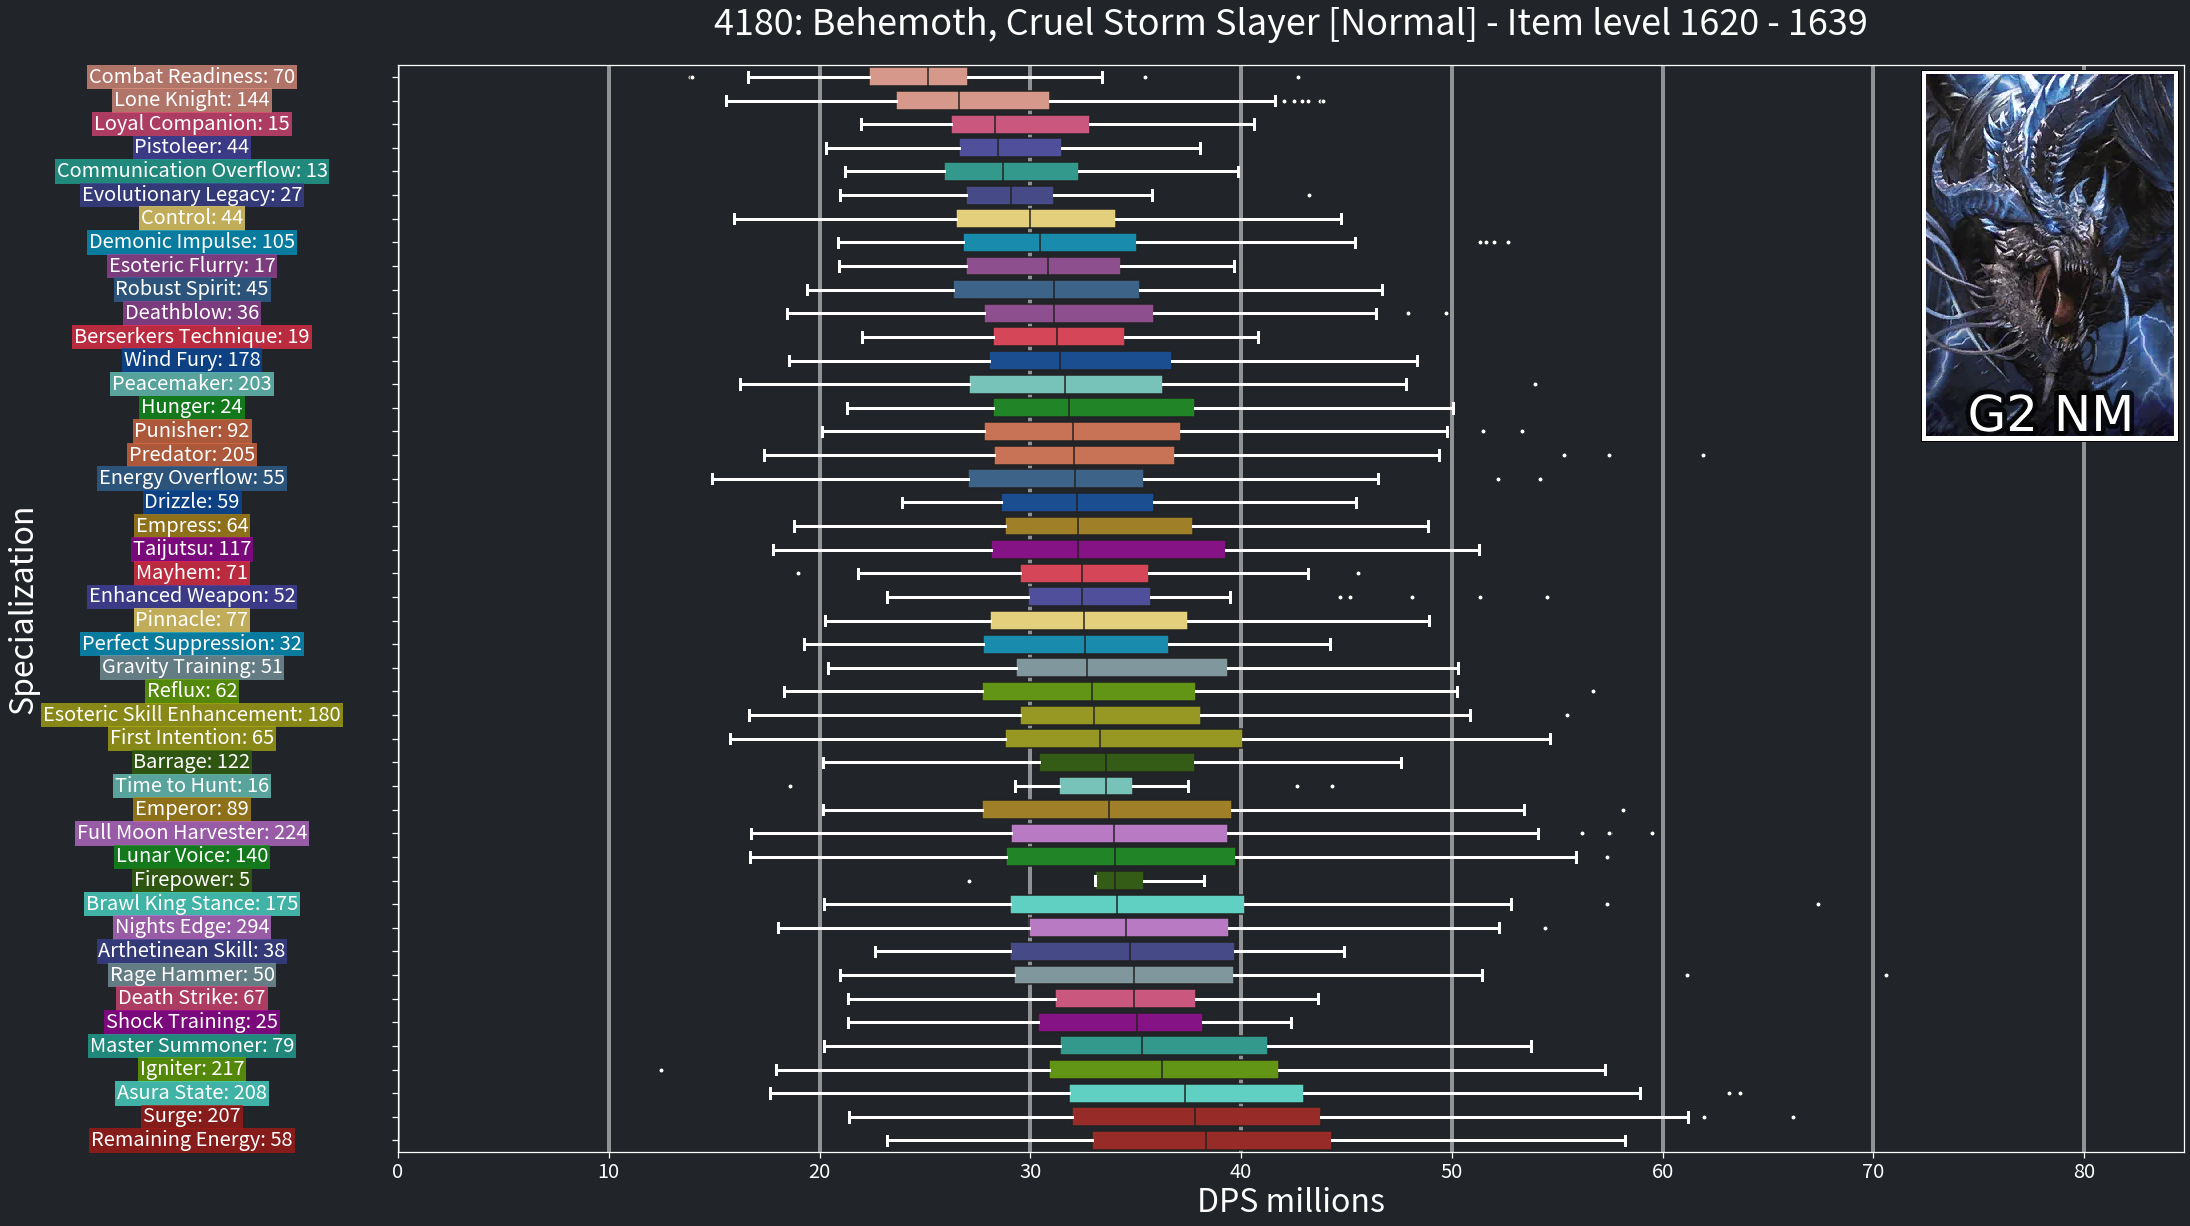 4180: Behemoth, Cruel Storm Slayer [Normal] - Item level 1620 - 1639
Combat Readiness: 70
Lone Knight: 144
Loyal Companion: 15
Pistoleer: 44
Communication Overflow: 13
Evolutionary Legacy: 27
Control: 44
Demonic Impulse: 105
Esoteric Flurry: 17
Robust Spirit: 45
Deathblow: 36
Berserkers Technique: 19
Wind Fury: 178
Peacemaker: 203
Hunger: 24
Punisher: 92
Predator: 205
Energy Overflow: 55
Drizzle: 59
Empress: 64
Taijutsu: 117
Mayhem: 71
Enhanced Weapon: 52
Pinnacle: 77
Perfect Suppression: 32
Gravity Training: 51
Reflux: 62
Esoteric Skill Enhancement: 180
First Intention: 65
Barrage: 122
Time to Hunt: 16
Emperor: 89
Full Moon Harvester: 224
Lunar Voice: 140
Firepower: 5
Brawl King Stance: 175
Nights Edge: 294
Arthetinean Skill: 38
Rage Hammer: 50
Death Strike: 67
Shock Training: 25
Master Summoner: 79
Igniter: 217
Asura State: 208
Surge: 207
Remaining Energy: 58
Specialization
G2 NM
0 10 20 30 40 50 60 70 80
DPS millions